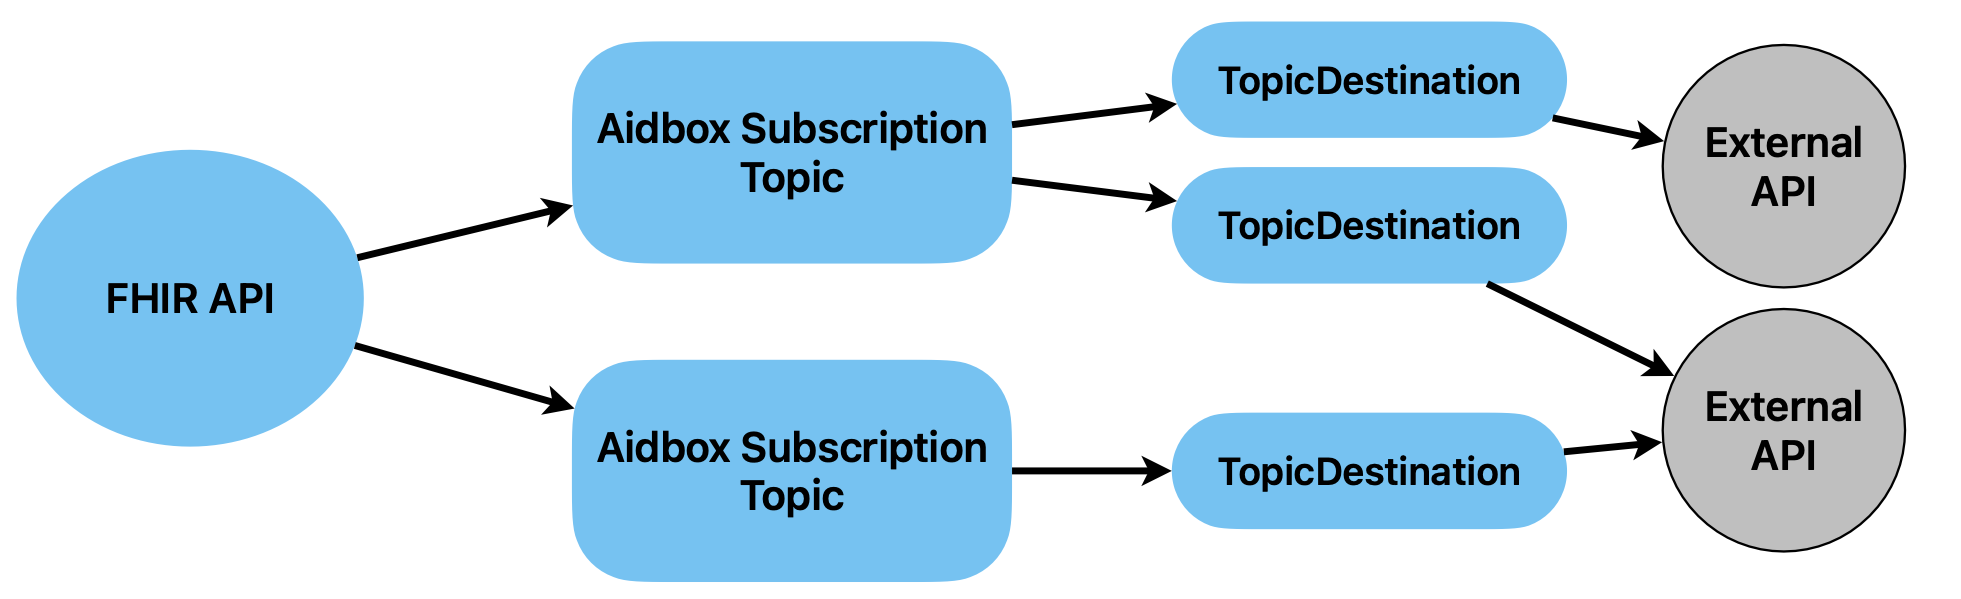 FHIR API
Aidbox Subscription
Topic
TopicDestination
TopicDestination
External
API
Aidbox Subscription
Topic
TopicDestination
External
API